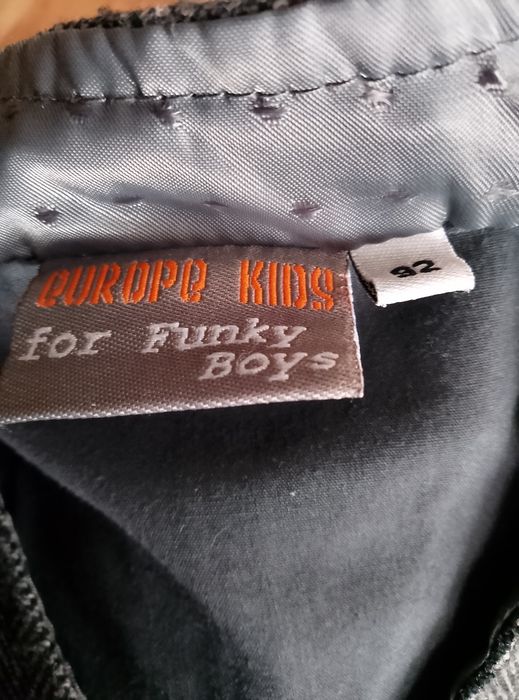 euROPe KIDS
for Funky
Boys
92